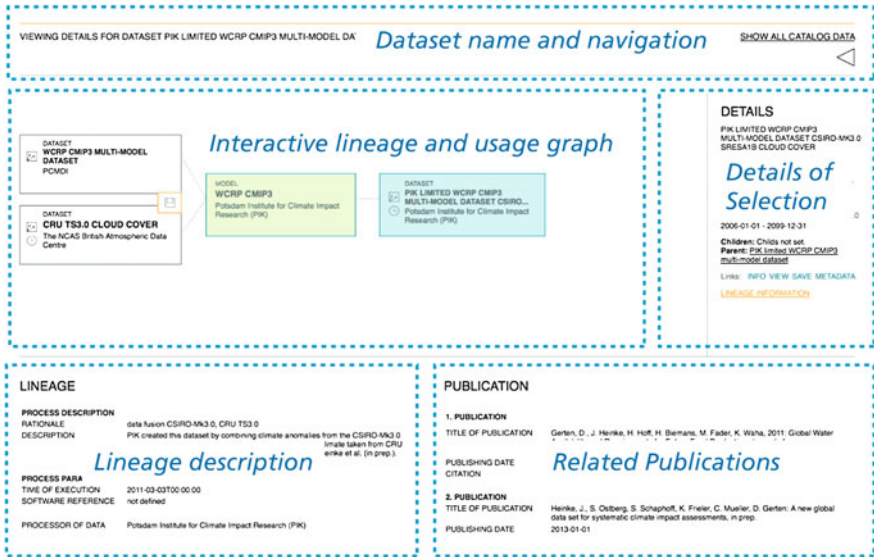 VIEWING DETAILS FOR DATASET PIK LIMITED WCRP CMIP3 MULTI-MODEL DA
Dataset name and navigation
SHOW ALL CATALOG DATA
Interactive lineage and usage graph
DATASET
WCRP CMIP3 MULTI-MODEL
DATASET
PCMDI
DATASET
CRU TS3.0 CLOUD COVER
The NCAS British Atmospheric Data
Centre
MODEL
WCRP CMIP3
Potsdam Institute for Climate Impact
Research (PIK)
DATASET
PIK LIMITED WCRP CMIP3
MULTI-MODEL DATASET CSIRO...
Potsdam Institute for Climate Impact
Research (PIK)
DETAILS
PIK LIMITED WCRP CMIP3
MULTI-MODEL DATASET CSIRO-MK3.0
SRESA1B CLOUD COVER
Details of
Selection
2006-01-01 - 2099-12-31
Children: Childs not set.
Parent: PIK limited WCRP CMIP3
multi-model dataset
Links: INFO VIEW SAVE METADATA
LINEAGE INFORMATION
LINEAGE
PROCESS DESCRIPTION
RATIONALE data fusion CSIRO-Mk3.0, CRU TS3.0
DESCRIPTION PIK created this dataset by combining climate anomalies from the CSIRO-Mk3.0
limate taken from CRU
einke et al. (in prep.).
Lineage description
PROCESS PARA
TIME OF EXECUTION 2011-03-03T00:00:00
SOFTWARE REFERENCE not defined
PROCESSOR OF DATA Potsdam Institute for Climate Impact Research (PIK)
PUBLICATION
1. PUBLICATION
TITLE OF PUBLICATION Gerten, D., J. Heinke, H. Hoff, H. Biemans, M. Fader, K. Waha, 2011: Global Water
PUBLISHING DATE
CITATION
Related Publications
2. PUBLICATION
TITLE OF PUBLICATION Heinke, J., S. Ostberg, S. Schaphoff, K. Frieler, C. Mueller, D. Gerten: A new global
data set for systematic climate impact assessments, in prep.
PUBLISHING DATE 2013-01-01